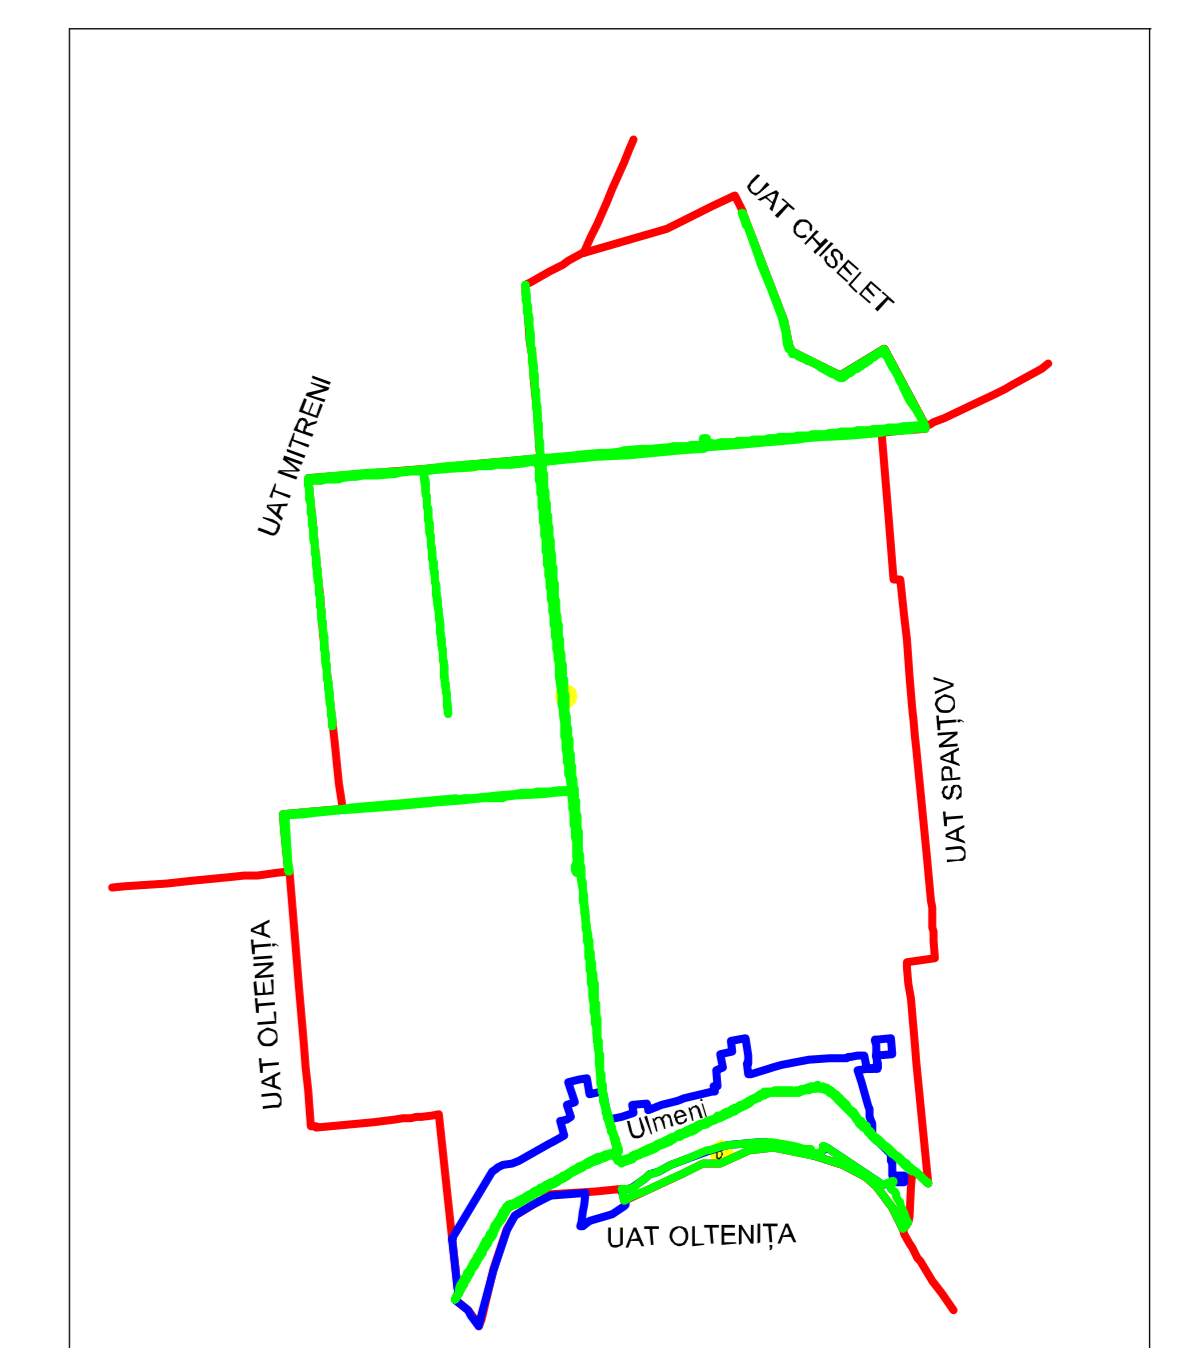 UAT CHISELET
UAT MITRENI
UAT SPANȚOV
UAT OLTENIȚA
Ulmeni
UAT OLTENIȚA